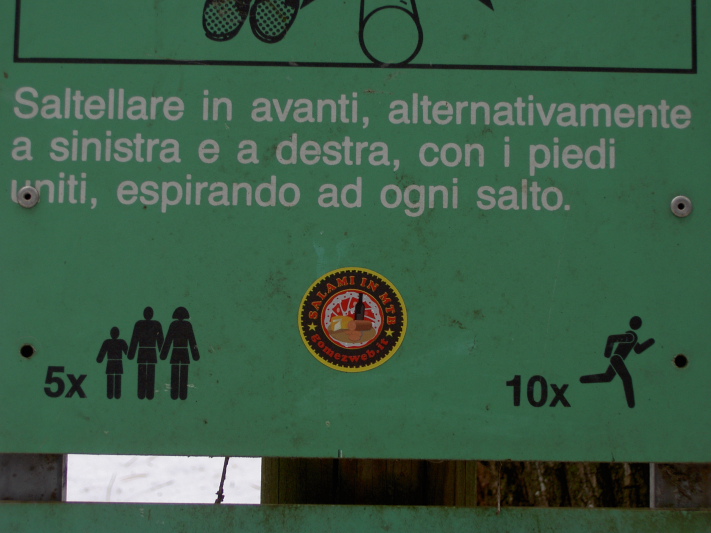 Saltellare in avanti, alternativamente
a sinistra e a destra, con i piedi
uniti, espirando ad ogni salto.
SALAMI IN MTB
gomezweb.it
5x
10x